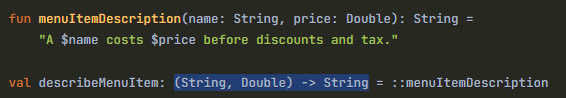 fun menuItemDescription(name: String, price: Double): String =
"A $name costs $price before discounts and tax."
val describeMenuItem: (String, Double) -> String = ::menuItemDescription